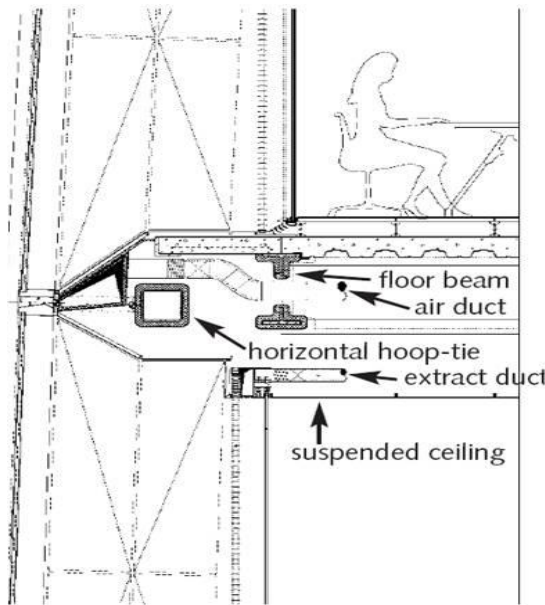 floor beam
air duct
horizontal hoop-tie
extract duct
suspended ceiling